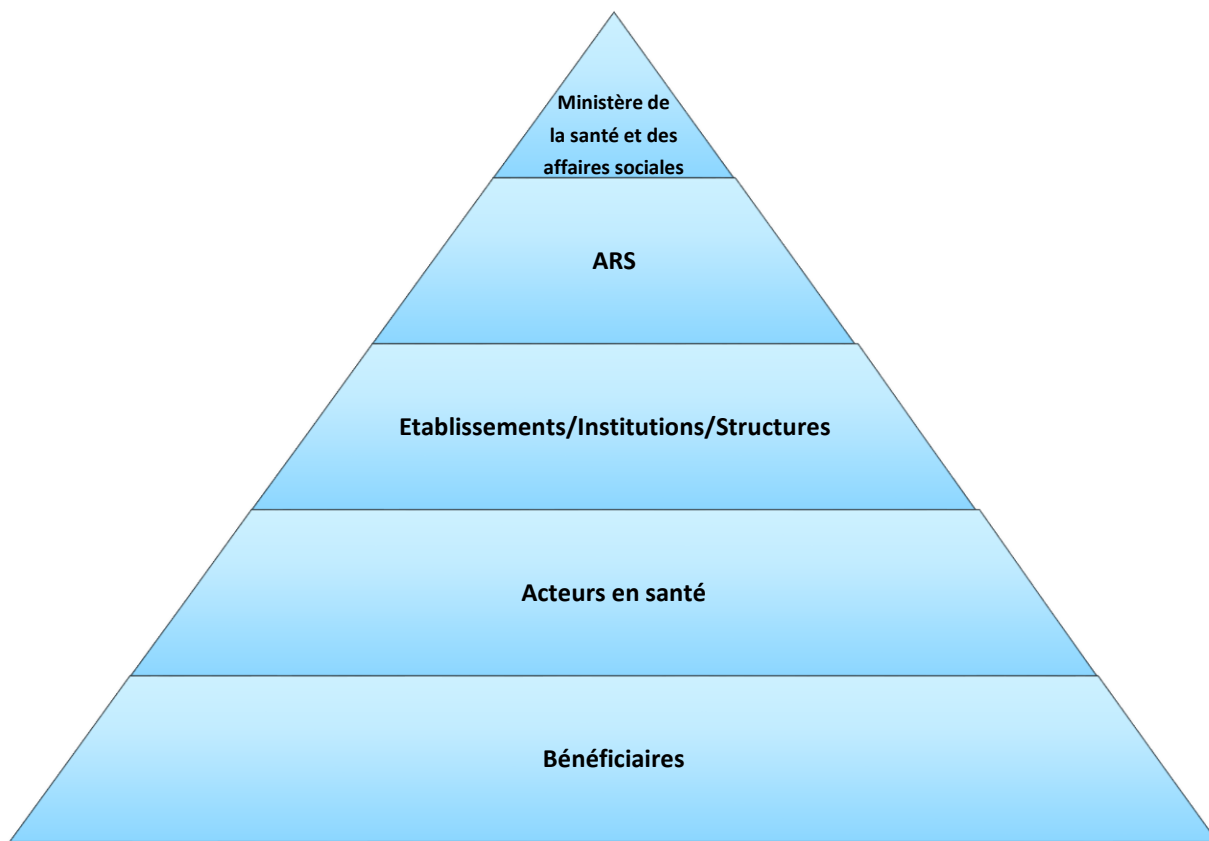 Ministère de
la santé et des
affaires sociales
ARS
Etablissements/Institutions/Structures
Acteurs en santé
Bénéficiaires